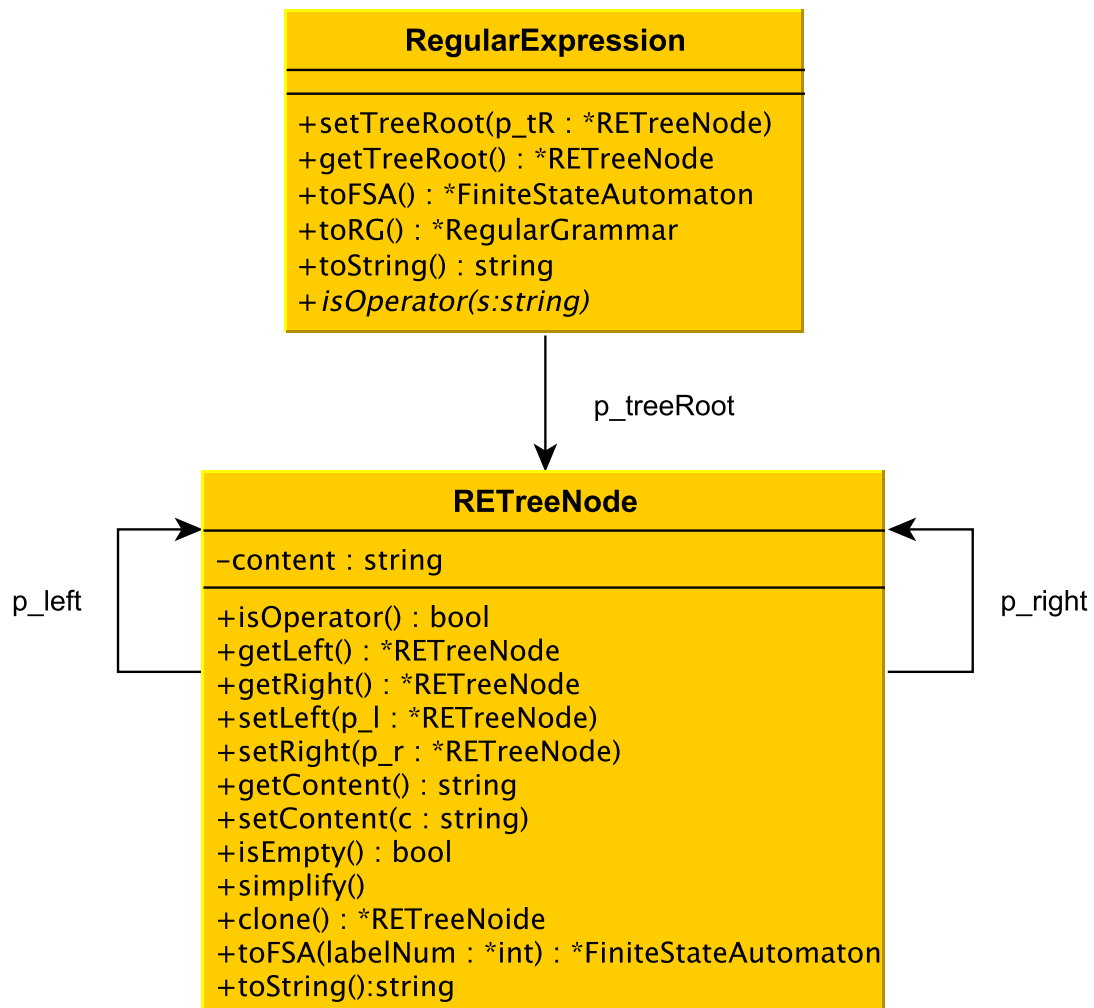 RegularExpression
+setTreeRoot(p_tR : *RETreeNode)
+getTreeRoot() : *RETreeNode
+toFSA() : *FiniteStateAutomaton
+toRG() : *RegularGrammar
+toString() : string
+isOperator(s:string)
p_treeRoot
RETreeNode
-content : string
p_left
p_right
+isOperator() : bool
+getLeft() : *RETreeNode
+getRight() : *RETreeNode
+setLeft(p_l : *RETreeNode)
+setRight(p_r : *RETreeNode)
+getContent() : string
+setContent(c : string)
+isEmpty() : bool
+simplify()
+clone() : *RETreeNoide
+toFSA(labelNum : *int) : *FiniteStateAutomaton
+toString():string